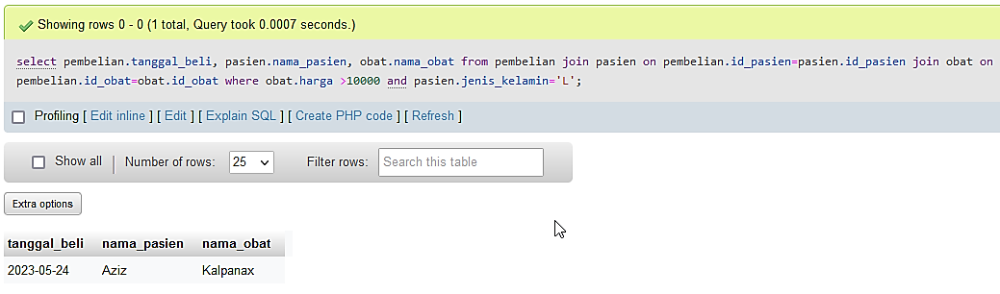 Showing rows 0 - 0 (1 total, Query took 0.0007 seconds.)
select pembelian.tanggal_beli, pasien.nama_pasien, obat.nama_obat from pembelian join pasien on pembelian.id_pasien=pasien.id_pasien join obat on
pembelian.id_obat=obat.id_obat where obat.harga >10000 and pasien.jenis_kelamin='L';
Profiling [ Edit inline ] [ Edit ] [ Explain SQL ] [ Create PHP code ] [ Refresh ]
Show all | Number of rows: 25 Filter rows: Search this table
Extra options
tanggal_beli nama_pasien nama_obat
2023-05-24 Aziz Kalpanax